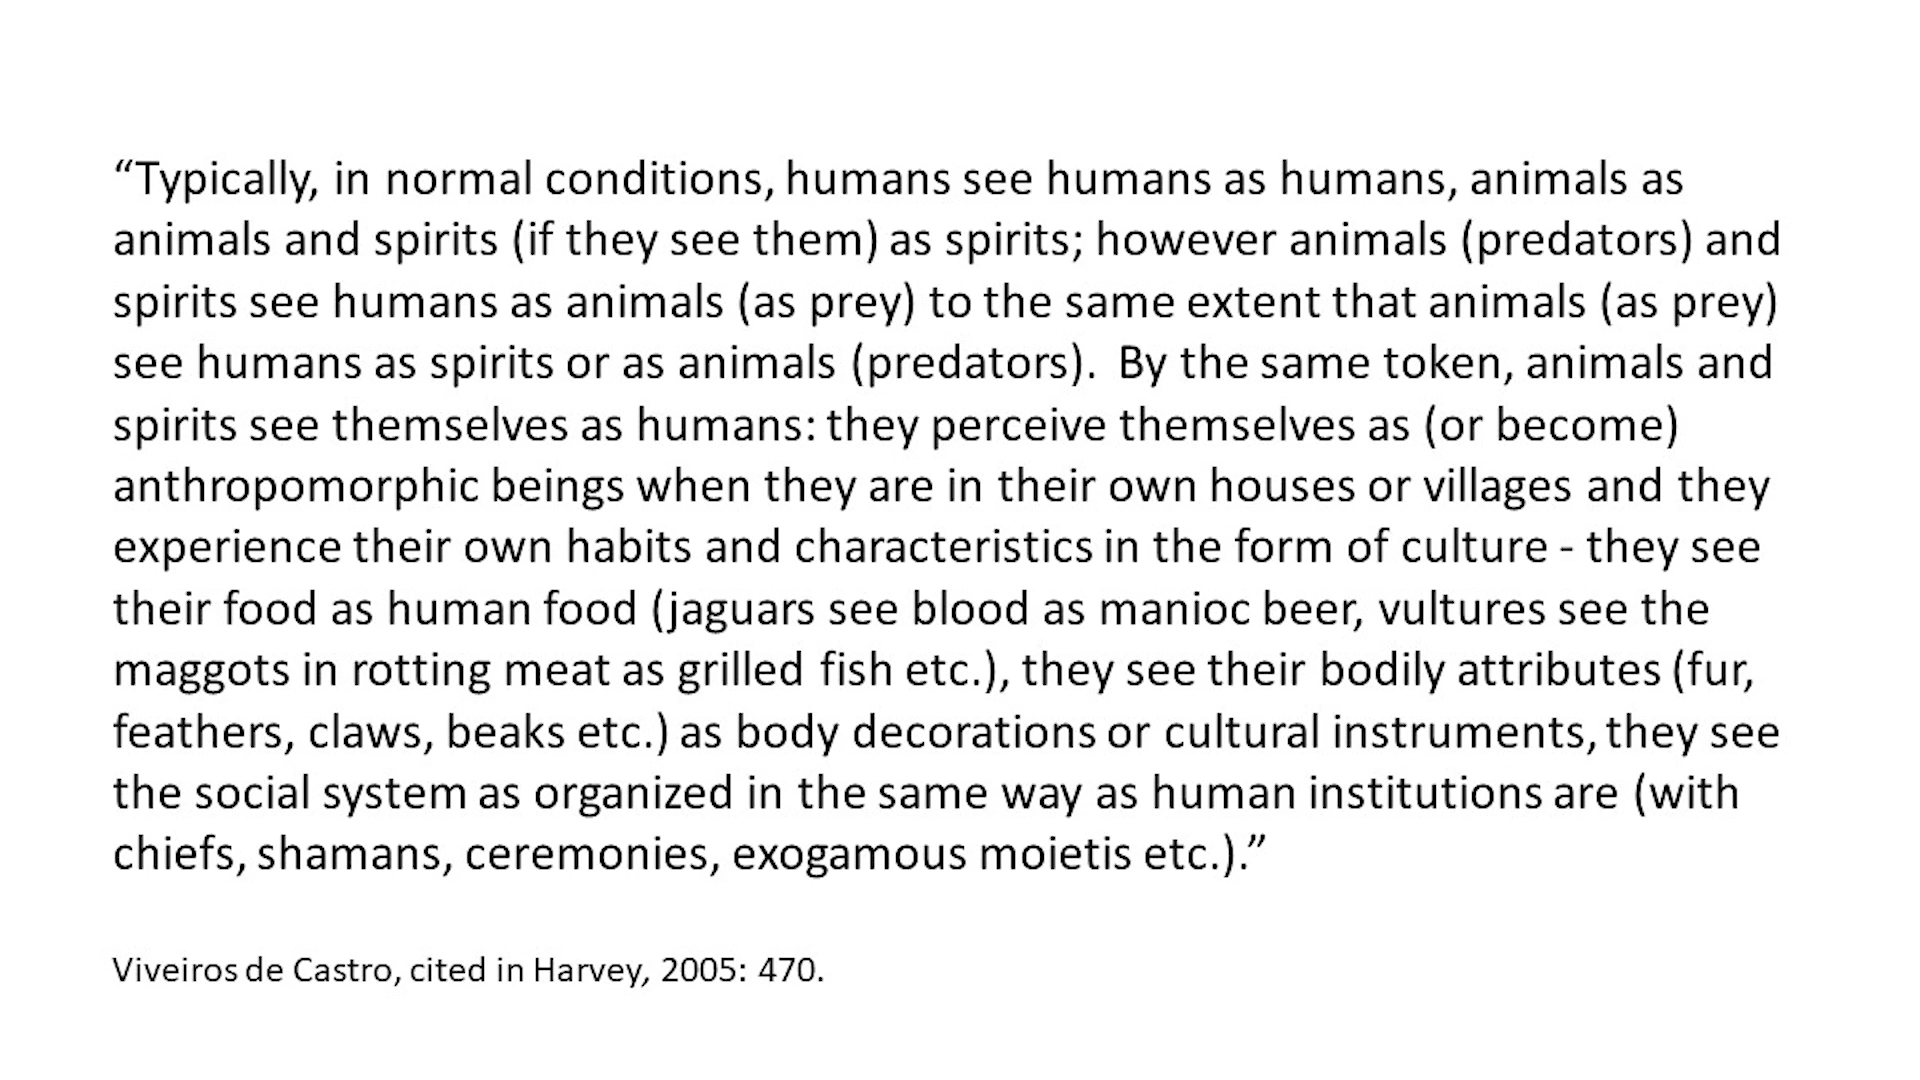 “Typically, in normal conditions, humans see humans as humans, animals as
animals and spirits (if they see them) as spirits; however animals (predators) and
spirits see humans as animals (as prey) to the same extent that animals (as prey)
see humans as spirits or as animals (predators).  By the same token, animals and
spirits see themselves as humans: they perceive themselves as (or become)
anthropomorphic beings when they are in their own houses or villages and they
experience their own habits and characteristics in the form of culture - they see
their food as human food (jaguars see blood as manioc beer, vultures see the
maggots in rotting meat as grilled fish etc.), they see their bodily attributes (fur,
feathers, claws, beaks etc.) as body decorations or cultural instruments, they see
the social system as organized in the same way as human institutions are (with
chiefs, shamans, ceremonies, exogamous moietis etc.).”
Viveiros de Castro, cited in Harvey, 2005: 470.